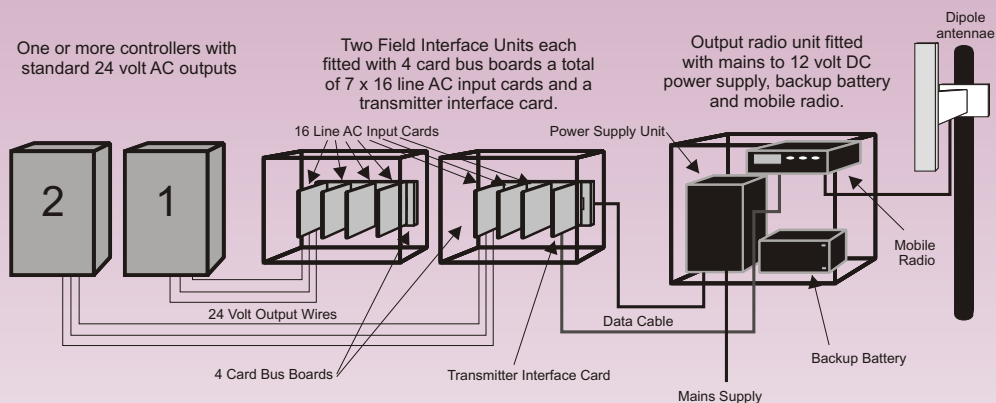 One or more controllers with
standard 24 volt AC outputs
Two Field Interface Units each
fitted with 4 card bus boards a total
of 7 x 16 line AC input cards and a
transmitter interface card.
Output radio unit fitted
with mains to 12 volt DC
power supply, backup battery
and mobile radio.
Dipole
antennae
16 Line AC Input Cards
Power Supply Unit
2
1
Mobile
Radio
24 Volt Output Wires
Data Cable
4 Card Bus Boards
Transmitter Interface Card
Backup Battery
Mains Supply